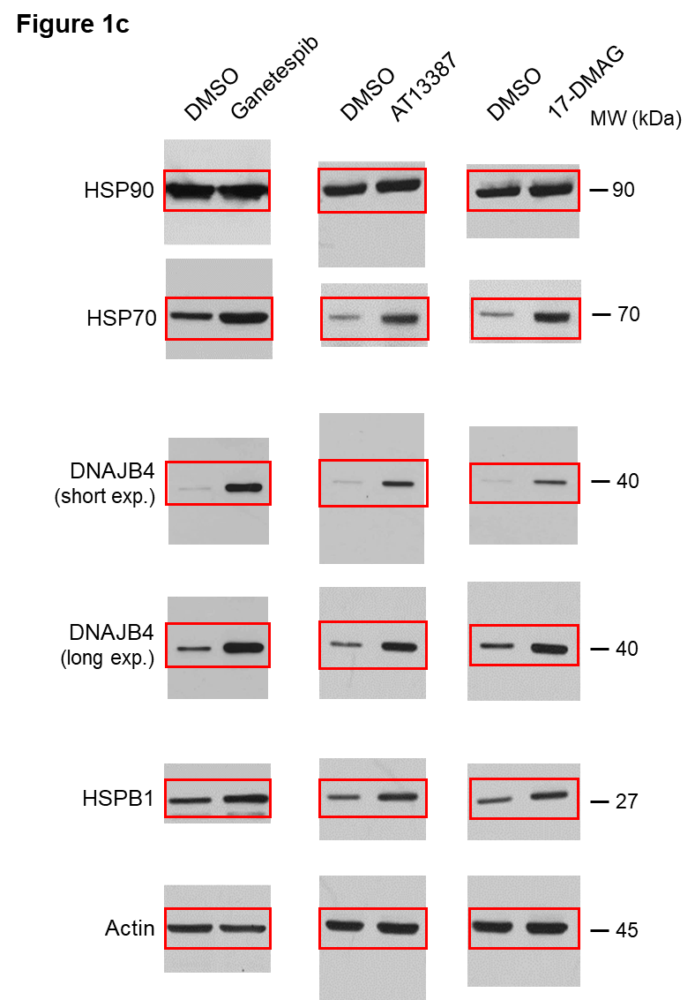 Figure 1c
DMSO
Ganetespib
DMSO
AT13387
DMSO
17-DMAG
MW (kDa)
HSP90
90
HSP70
70
DNAJB4
(short exp.)
40
DNAJB4
(long exp.)
40
HSPB1
27
Actin
45